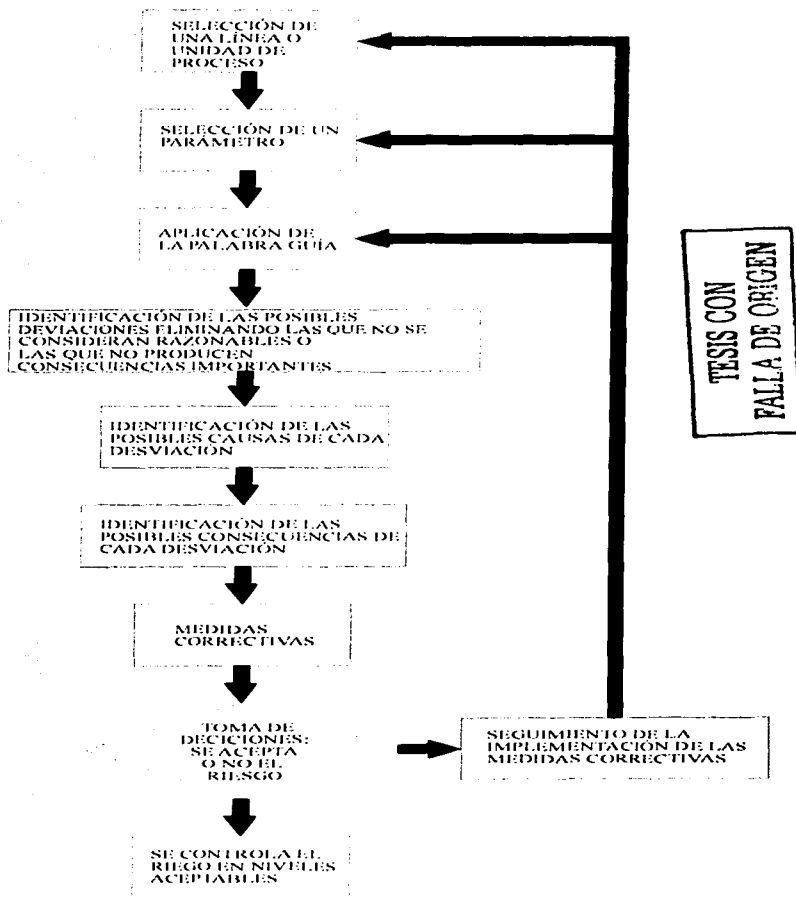 SELECCIÓN DE
UNA LÍNEA O
UNIDAD DE
PROCESO
SELECCIÓN DE UN
PARÁMETRO
APLICACIÓN DE
LA PALABRA GUÍA
IDENTIFICACIÓN DE LAS POSIBLES
DEVIACIONES ELIMINANDO LAS QUE NO SE
CONSIDERAN RAZONABLES O
LAS QUE NO PRODUCEN
CONSECUENCIAS IMPORTANTES
IDENTIFICACIÓN DE LAS
POSIBLES CAUSAS DE CADA
DESVIACIÓN
IDENTIFICACIÓN DE LAS
POSIBLES CONSECUENCIAS DE
CADA DESVIACIÓN
MEDIDAS
CORRECTIVAS
TOMA DE
DECICIONES:
SE ACEPTA
O NO EL
RIESGO
SEGUIMIENTO DE LA
IMPLEMENTACIÓN DE LAS
MEDIDAS CORRECTIVAS
SE CONTROLA EL
RIEGO EN NIVELES
ACEPTABLES
TESIS CON
FALLA DE ORIGEN